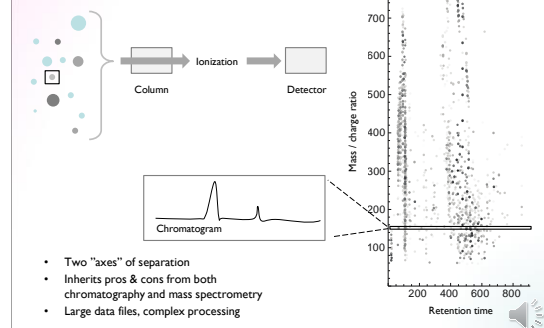 Column
Ionization
Detector
Chromatogram
• Two "axes" of separation
• Inherits pros & cons from both
chromatography and mass spectrometry
• Large data files, complex processing
Mass / charge ratio
700
600
500
400
300
200
100
200 400 600 800
Retention time